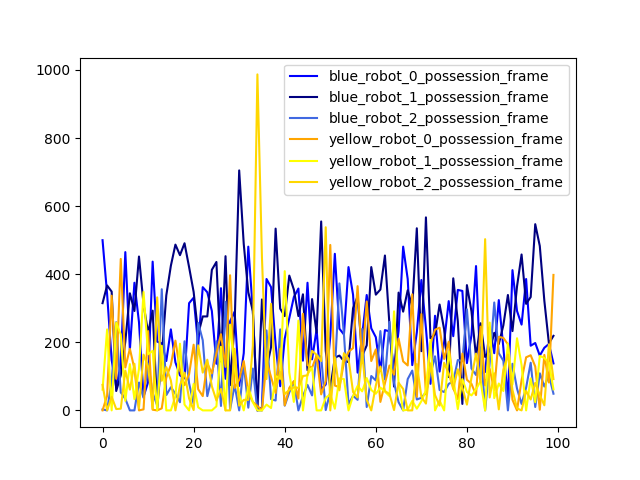 1000
800
600
400
200
0
0
20
40
60
80
100
blue_robot_0_possession_frame
blue_robot_1_possession_frame
blue_robot_2_possession_frame
yellow_robot_0_possession_frame
yellow_robot_1_possession_frame
yellow_robot_2_possession_frame